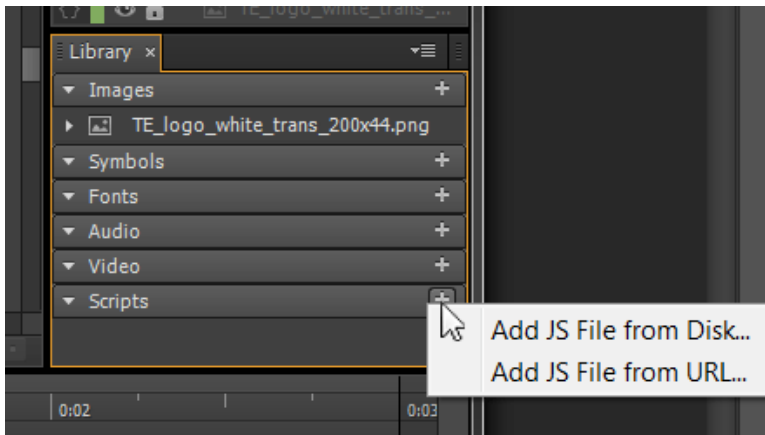 TE_logo_white_trans_...
Library
Images
TE_logo_white_trans_200x44.png
Symbols
Fonts
Audio
Video
Scripts
Add JS File from Disk...
Add JS File from URL...
0:02 0:03